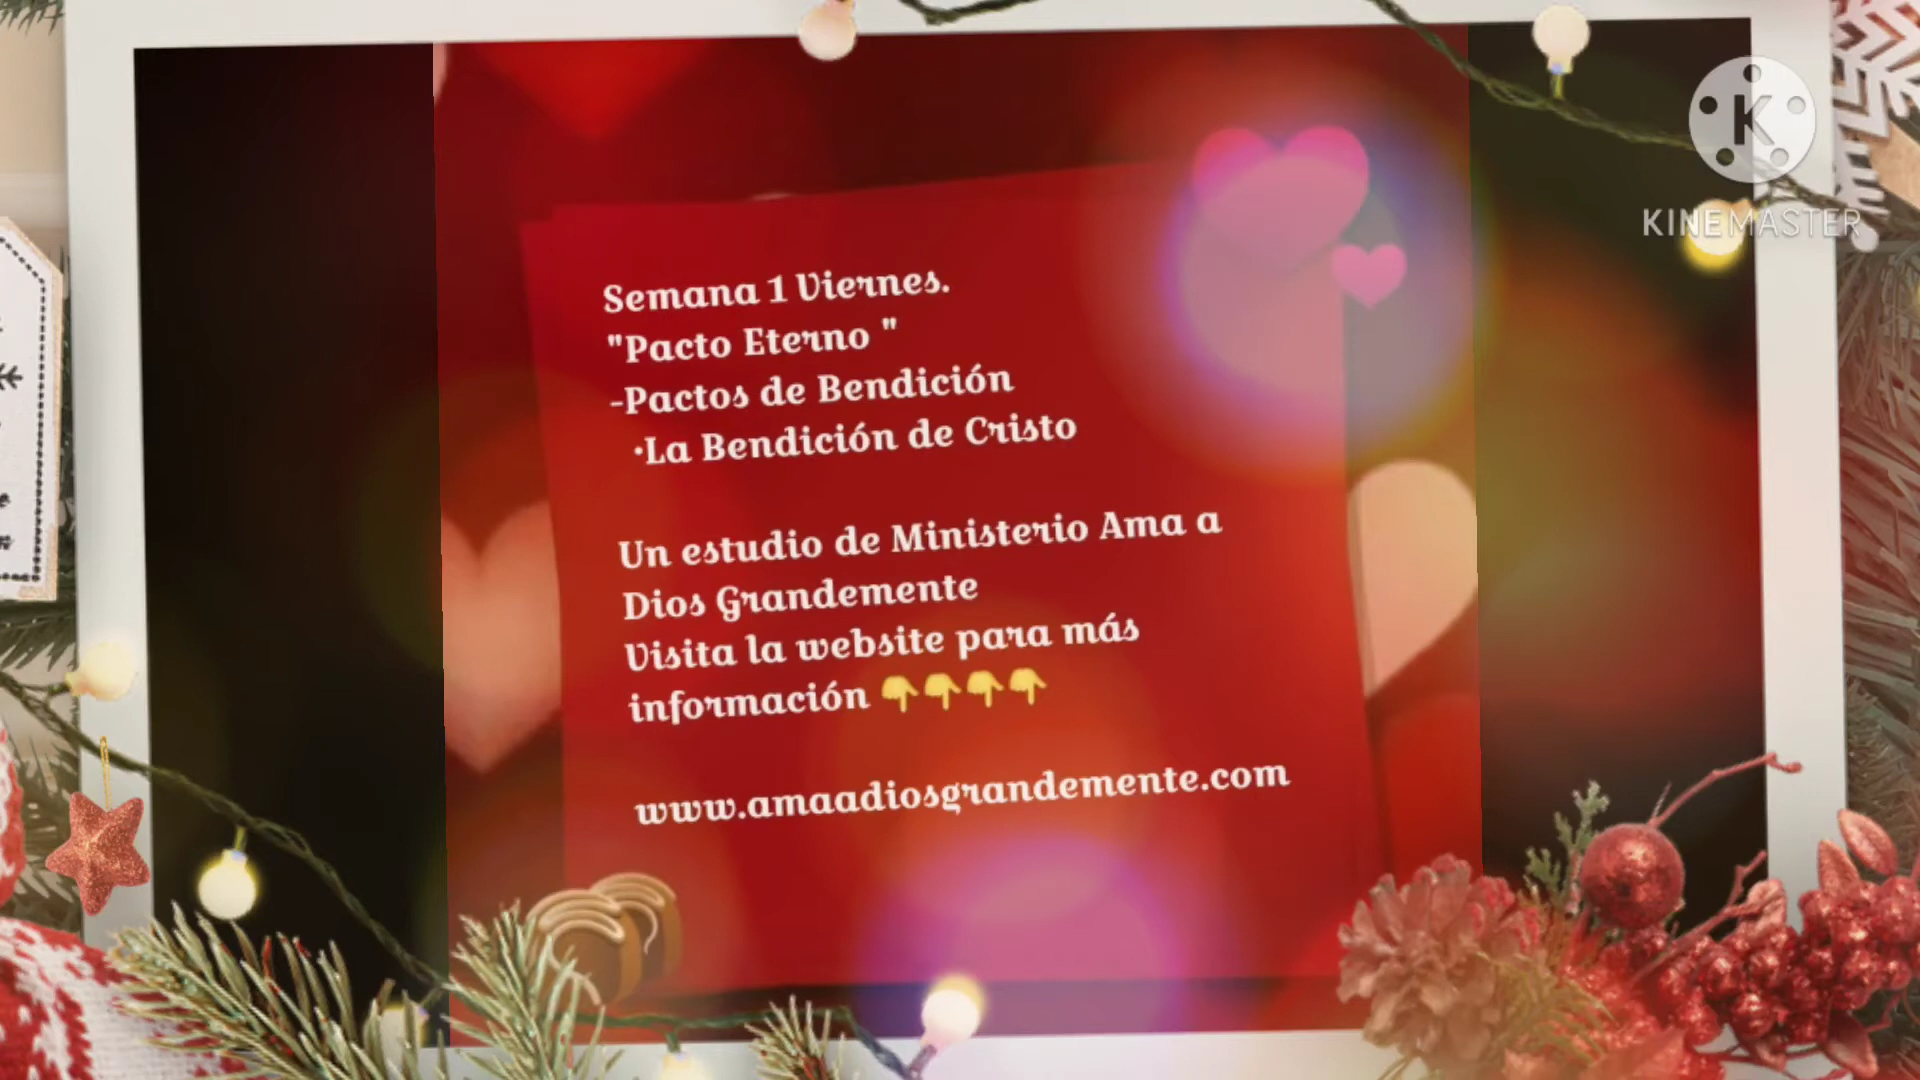 Semana 1 Viernes.
"Pacto Eterno "
-Pactos de Bendición
•La Bendición de Cristo
Un estudio de Ministerio Ama a
Dios Grandemente
Visita la website para más
información 👇👇👇👇
www.amaadiosgrandemente.com
K
KINEMASTER